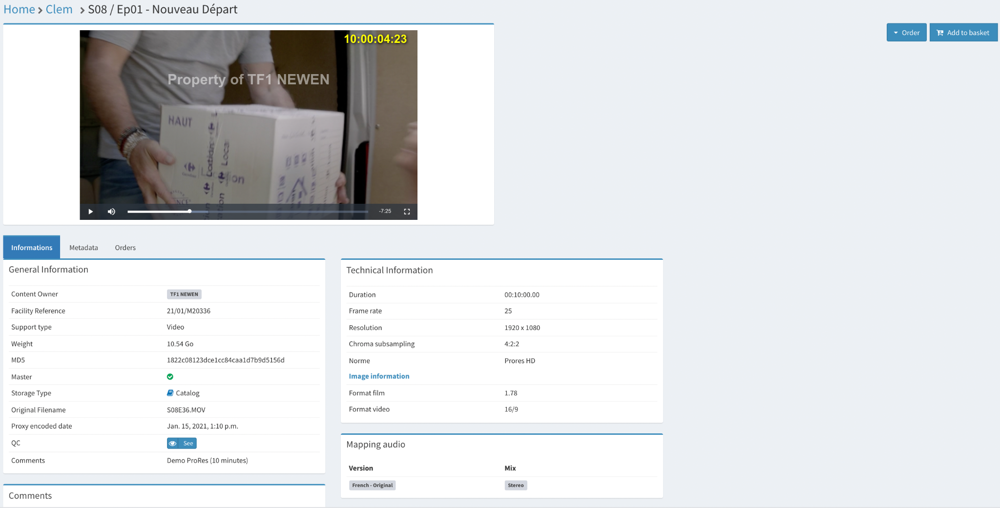 Home > Clem > S08 / Ep01 - Nouveau Départ
Order
Add to basket
10:00:04:23
Property of TF1 NEWEN
HAUT
Location
-7:25
Informations
Metadata
Orders
General Information
Content Owner TF1 NEWEN
Facility Reference 21/01/M20336
Support type Video
Weight 10.54 Go
MD5 1822c08123dce1cc84caa1d7b9d5156d
Master
Storage Type Catalog
Original Filename S08E36.MOV
Proxy encoded date Jan. 15, 2021, 1:10 p.m.
QC See
Comments Demo ProRes (10 minutes)
Comments
Technical Information
Duration 00:10:00.00
Frame rate 25
Resolution 1920 x 1080
Chroma subsampling 4:2:2
Norme Prores HD
Image information
Format film 1.78
Format video 16/9
Mapping audio
Version Mix
French - Original Stereo